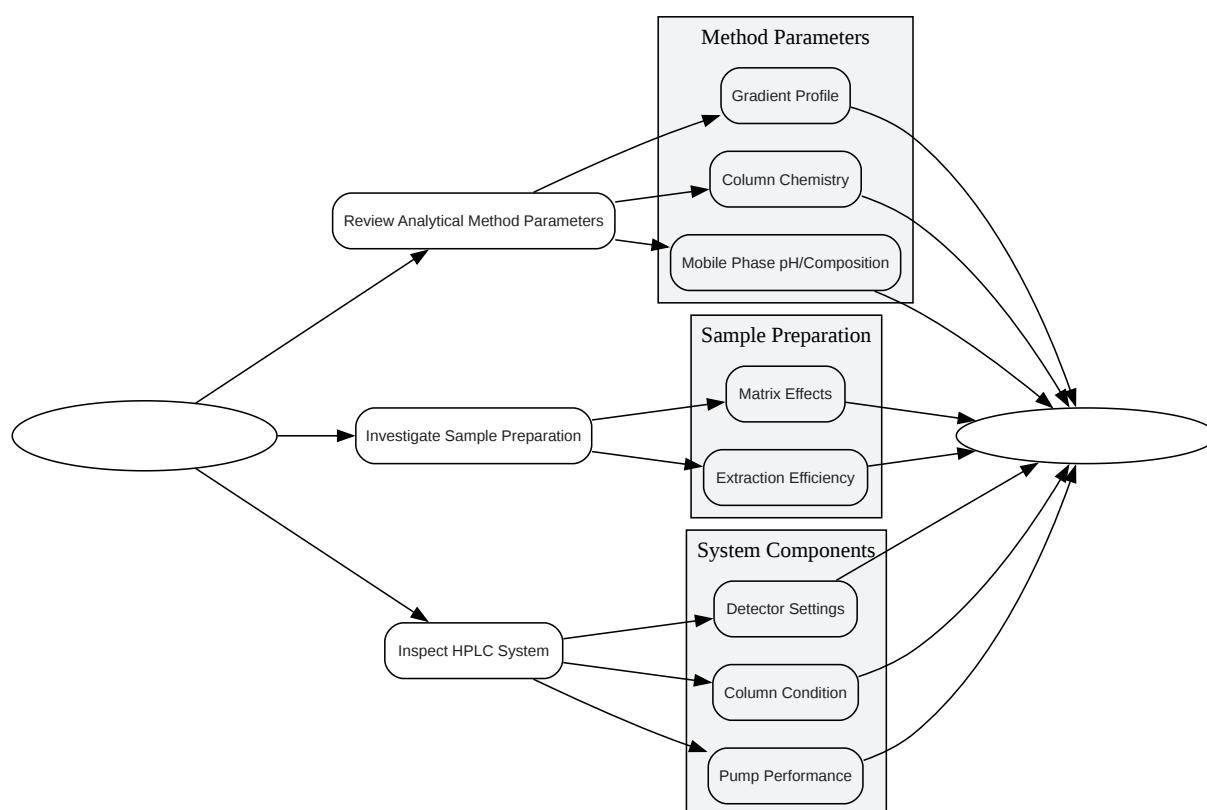 Method Parameters
Gradient Profile
Column Chemistry
Review Analytical Method Parameters
Mobile Phase pH/Composition
Sample Preparation
Matrix Effects
Investigate Sample Preparation
Extraction Efficiency
System Components
Detector Settings
Inspect HPLC System
Column Condition
Pump Performance